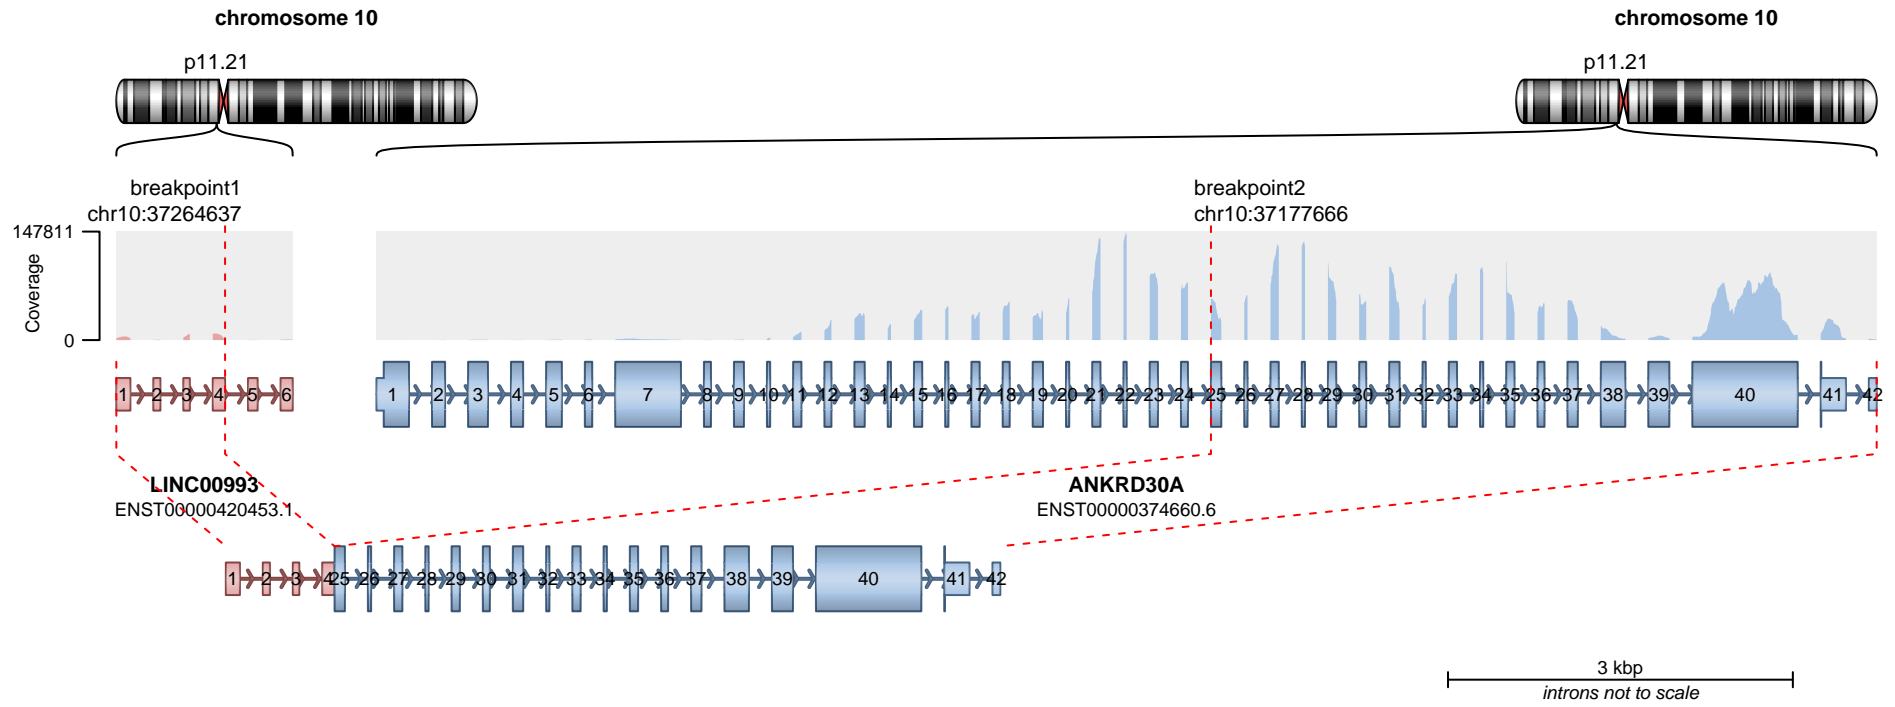 chromosome 10
chromosome 10
p11.21
p11.21
breakpoint1
chr10:37264637
breakpoint2
chr10:37177666
147811
Coverage
0
1 2 3 4 5 6
1 2 3 4 5 6 7 8 9 10 11 12 13 14 15 16 17 18 19 20 21 22 23 24 25 26 27 28 29 30 31 32 33 34 35 36 37 38 39 40 41 42
LINC00993
ENST00000420453.1
ANKRD30A
ENST00000374660.6
1 2 3 4 25 26 27 28 29 30 31 32 33 34 35 36 37 38 39 40 41 42
3 kbp
introns not to scale